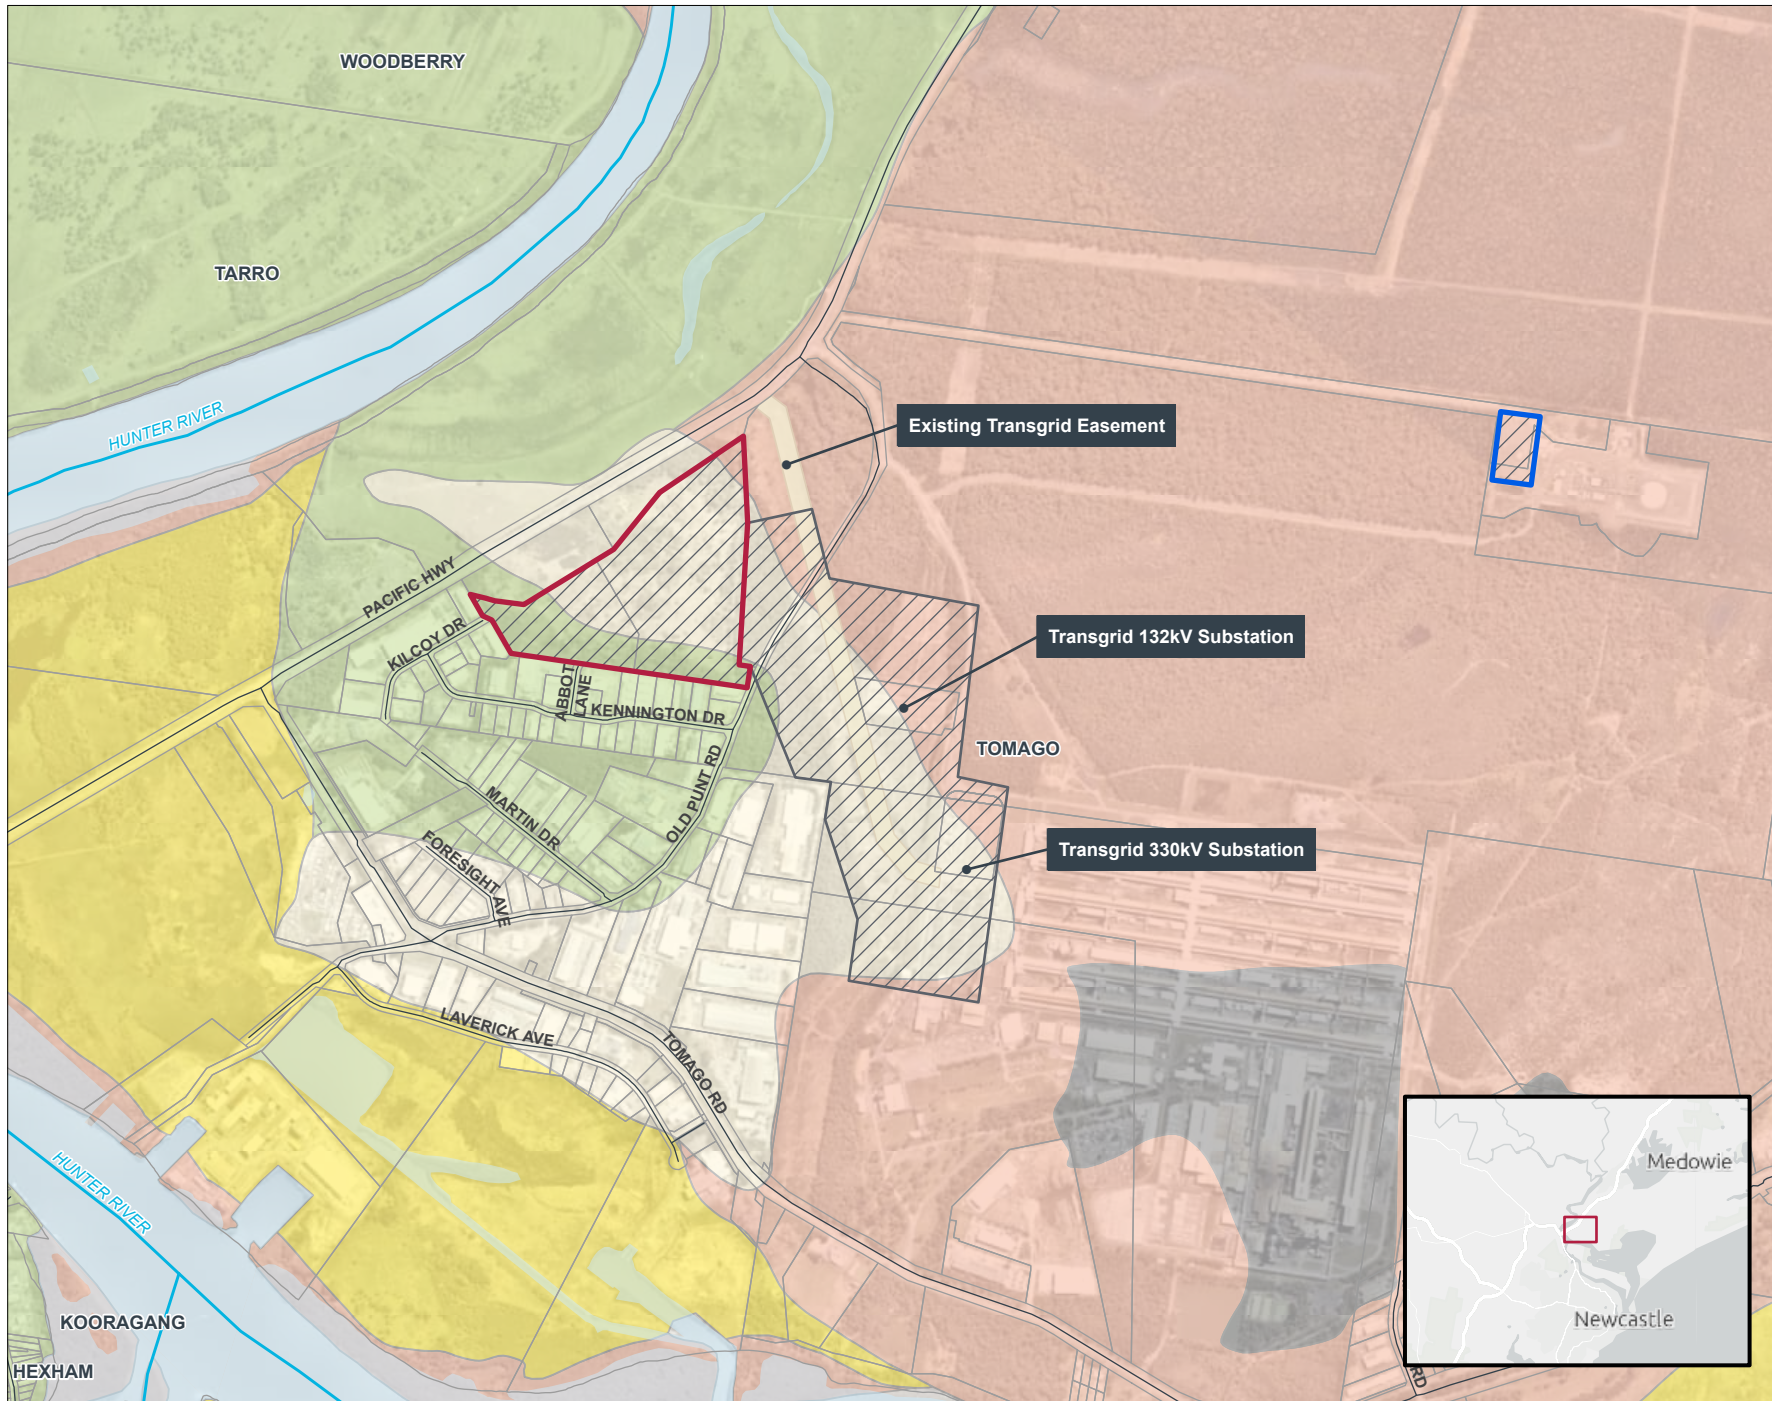 WOODBERRY
TARRO
HUNTER RIVER
Existing Transgrid Easement
PACIFIC HWY
KILCOY DR
Transgrid 132kV Substation
ABBOT
LANE
KENNINGTON DR
TOMAGO
OLD PUNT RD
MARTIN DR
FORESIGHT AVE
Transgrid 330kV Substation
LAVERICK AVE
TOMAGO RD
HUNTER RIVER
Medowie
Newcastle
KOORAGANG
HEXHAM
RD